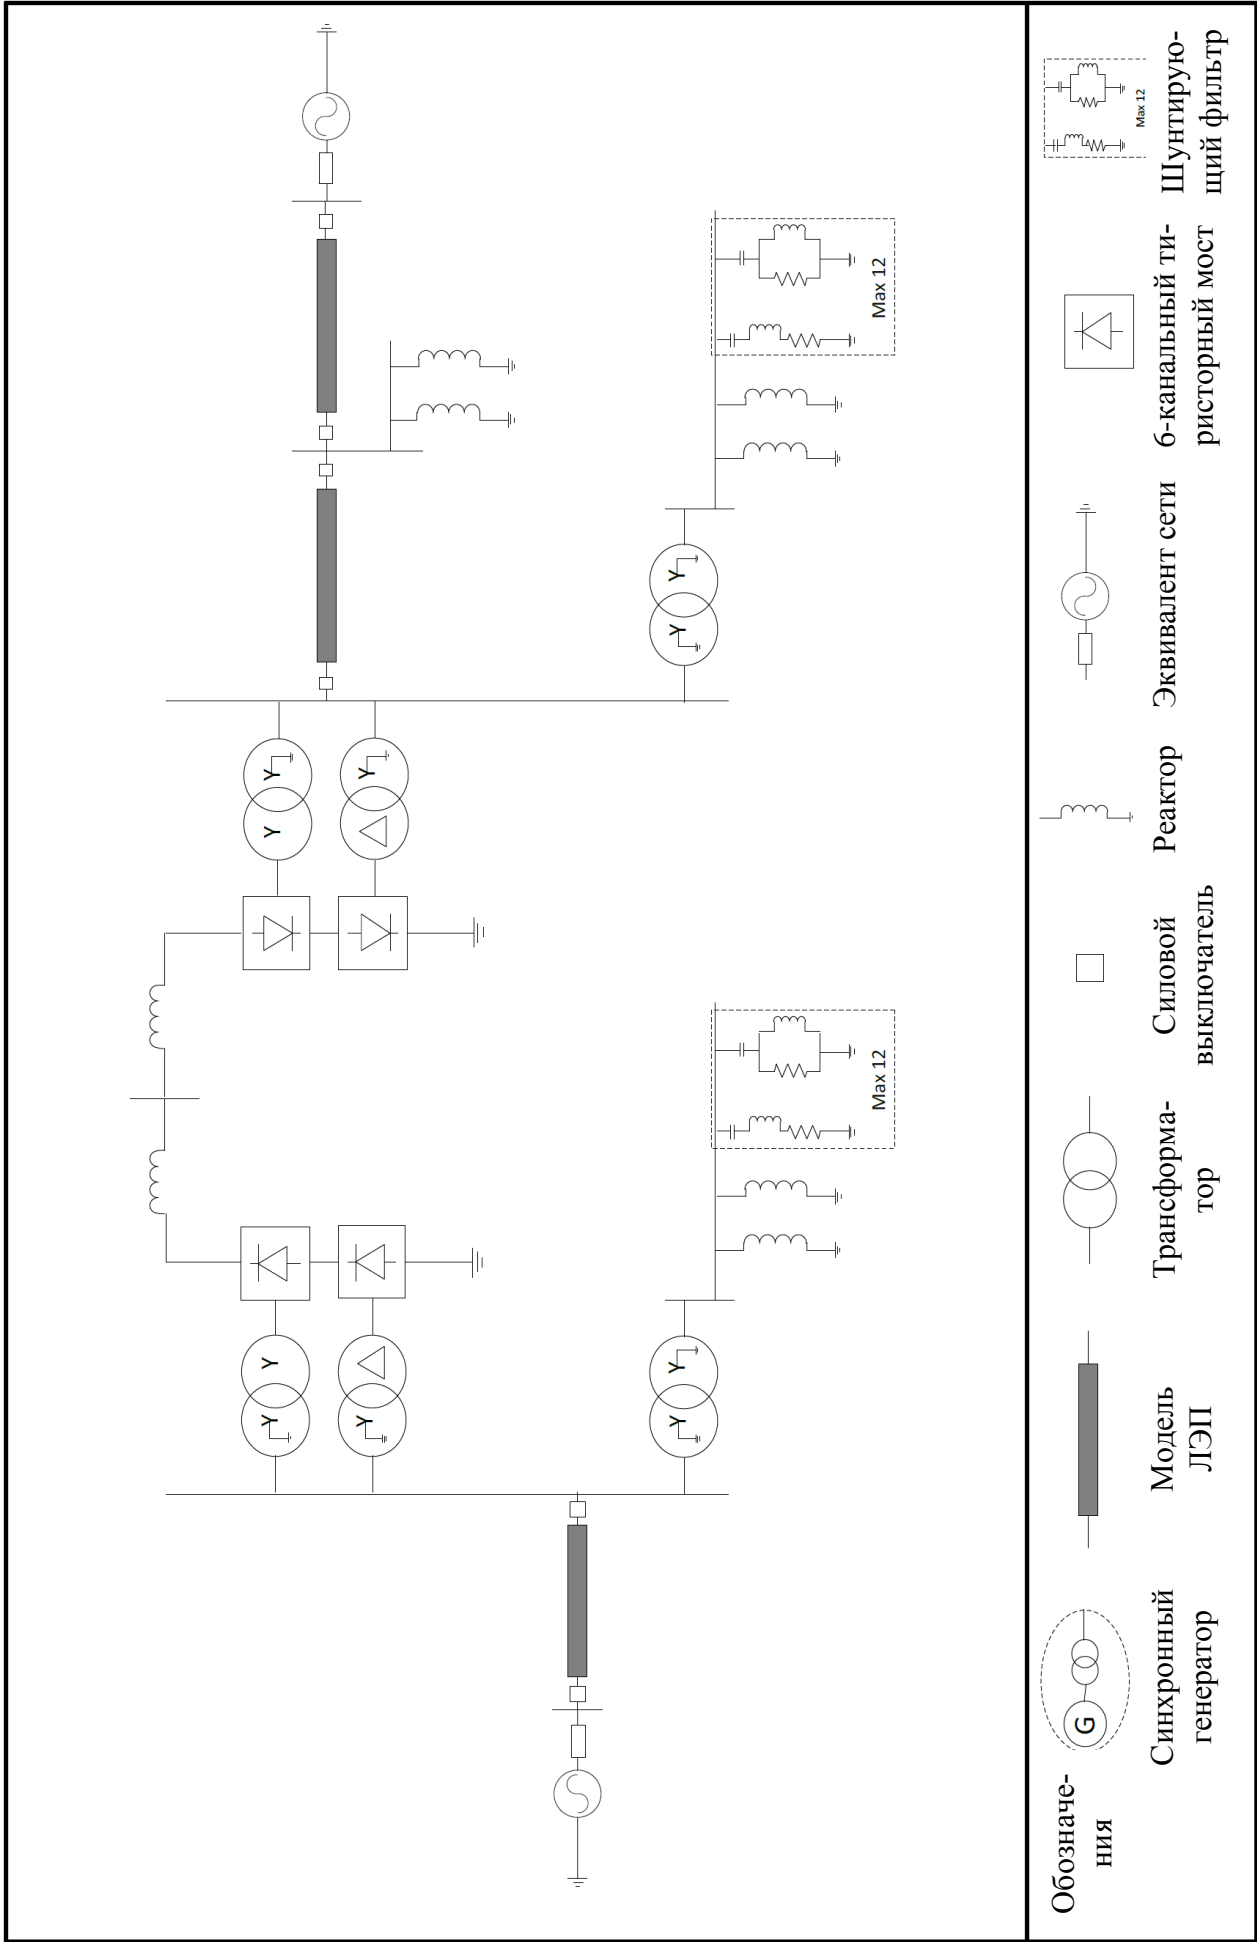 Y
Y
Y
Y
Y
Y
Y
Y
Y
Y
Max 12
Max 12
Обозначе-
ния
G
Синхронный
генератор
Модель
ЛЭП
Трансформа-
тор
Силовой
выключатель
Реактор
Эквивалент сети
6-канальный ти-
ристорный мост
Max 12
Шунтирую-
щий фильтр